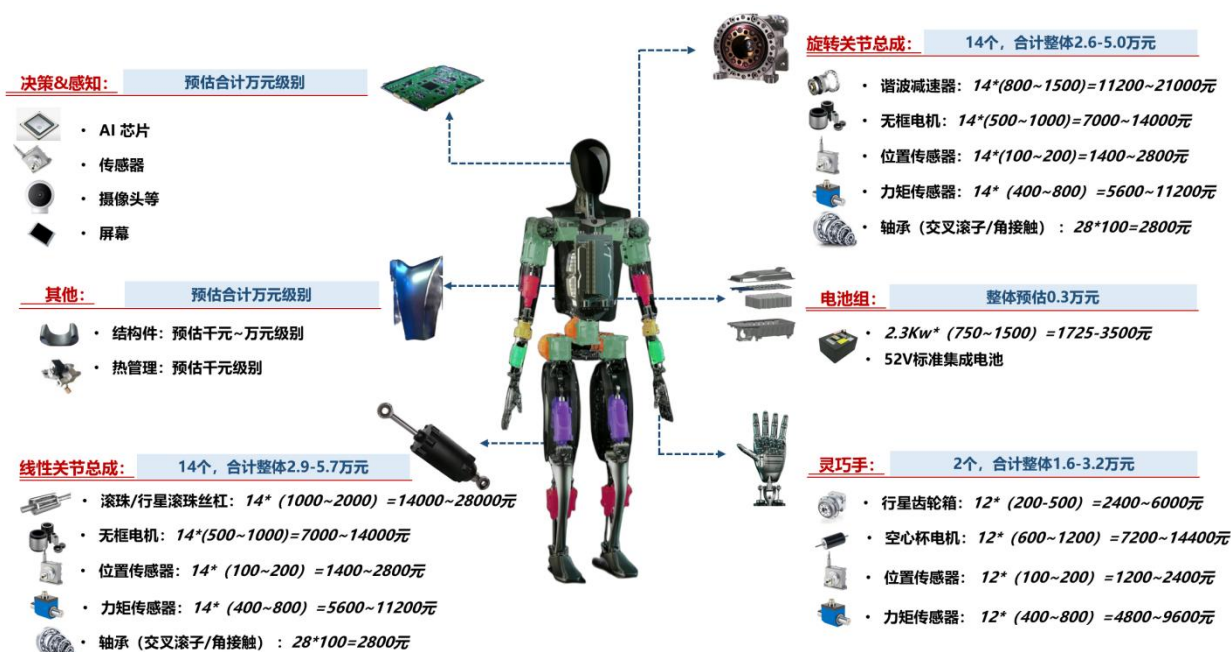 决策&感知： 预估合计万元级别
· AI 芯片
· 传感器
· 摄像头等
· 屏幕
其他： 预估合计万元级别
· 结构件：预估千元~万元级别
· 热管理：预估千元级别
线性关节总成： 14个，合计整体2.9-5.7万元
· 滚珠/行星滚珠丝杠：14*（1000~2000）=14000~28000元
· 无框电机：14*(500~1000)=7000~14000元
· 位置传感器：14*（100~200）=1400~2800元
· 力矩传感器：14*（400~800）=5600~11200元
· 轴承（交叉滚子/角接触）：28*100=2800元
旋转关节总成： 14个，合计整体2.6-5.0万元
· 谐波减速器：14*(800~1500)=11200~21000元
· 无框电机：14*(500~1000)=7000~14000元
· 位置传感器：14*(100~200)=1400~2800元
· 力矩传感器：14*（400~800）=5600~11200元
· 轴承（交叉滚子/角接触）：28*100=2800元
电池组： 整体预估0.3万元
· 2.3Kw*（750~1500）=1725-3500元
· 52V标准集成电池
灵巧手： 2个，合计整体1.6-3.2万元
· 行星齿轮箱：12*（200-500）=2400~6000元
· 空心杯电机：12*（600~1200）=7200~14400元
· 位置传感器：12*（100~200）=1200~2400元
· 力矩传感器：12*（400~800）=4800~9600元